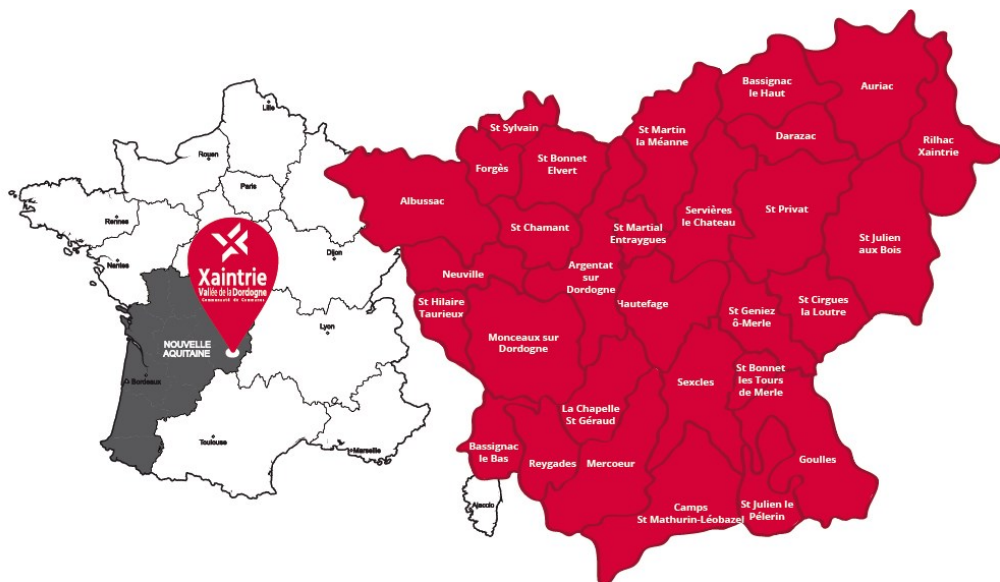 Lille
Rouen
Paris
Rennes
Nantes
Dijon
Xaintrie
Vallée de la Dordogne
Communauté de Communes
NOUVELLE
AQUITAINE
Lyon
Bordeaux
Toulouse
Marseille
Ajaccio
Bassignac
le Haut
Auriac
St Sylvain
St Martin
la Méanne
Darazac
Rilhac
Xaintrie
Forgès
St Bonnet
Elvert
Albussac
St Chamant
St Martial
Entraygues
Servières
le Chateau
St Privat
St Julien
aux Bois
Neuville
Argentat
sur
Dordogne
St Hilaire
Taurieux
Hautefage
St Geniez
ô-Merle
St Cirgues
la Loutre
Monceaux sur
Dordogne
Sexcles
St Bonnet
les Tours
de Merle
La Chapelle
St Géraud
Bassignac
le Bas
Reygades
Mercoeur
Goulles
Camps
St Mathurin-Léobazel
St Julien le
Pélerin